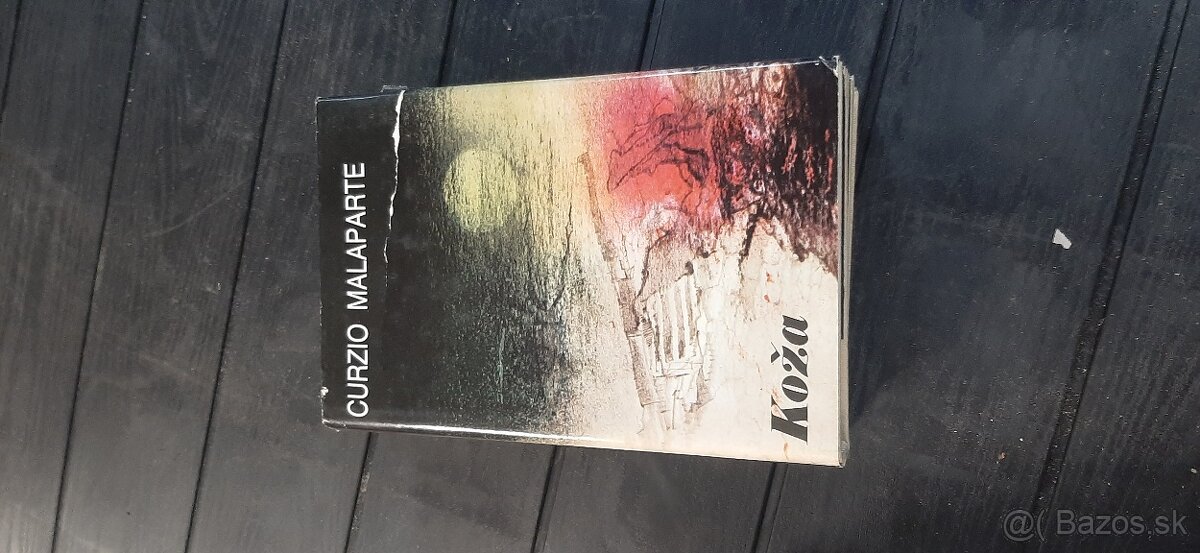 CURZIO MALAPARTE
Koža
@( Bazos.sk